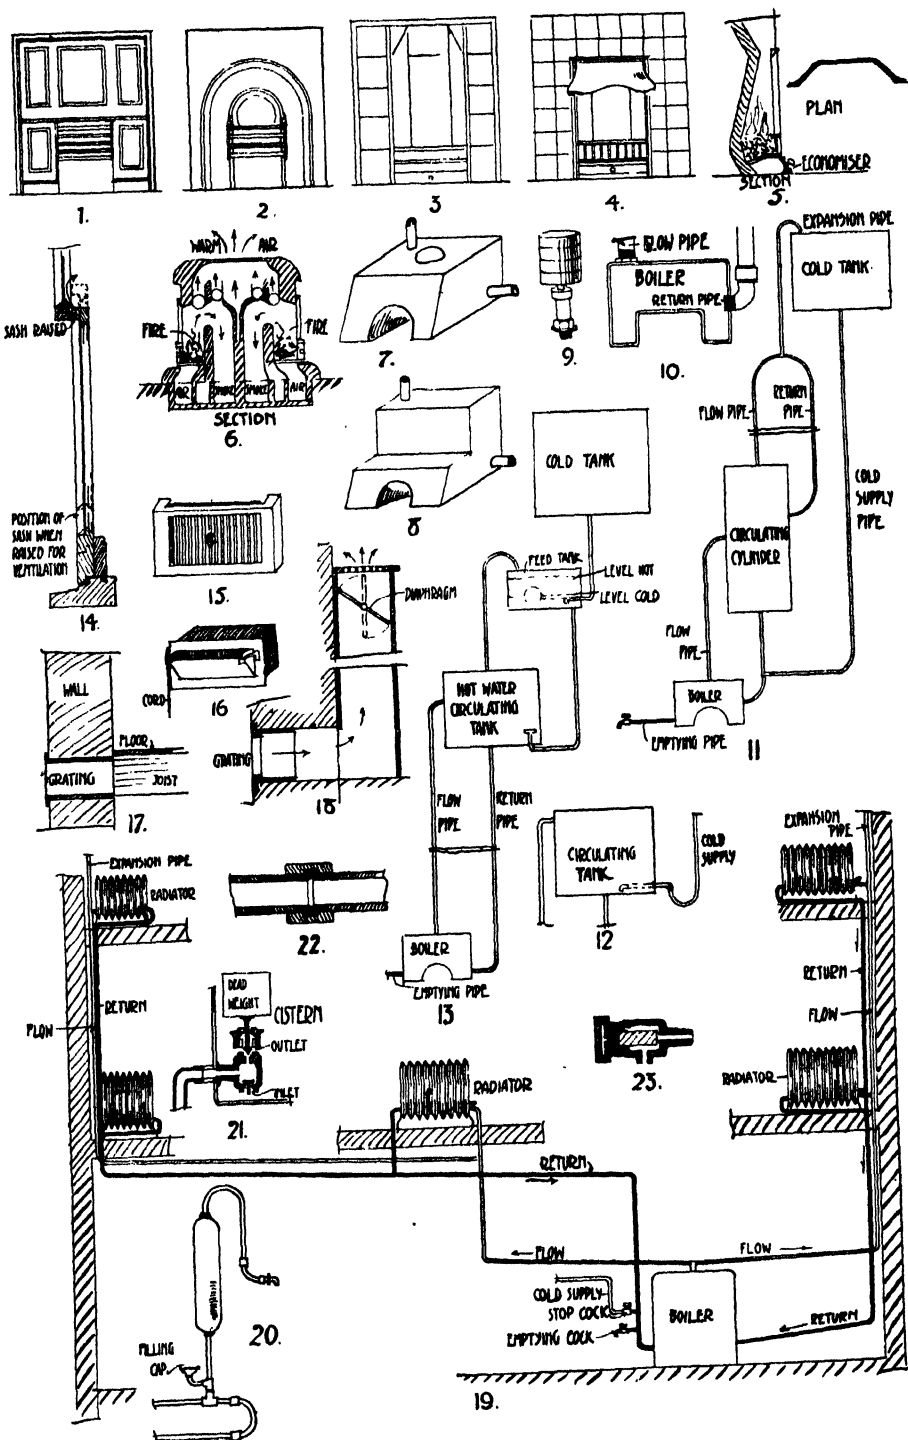 1.
2.
3
4.
PLAN
ECONOMISER
SECTION
5.
EXPANSION PIPE
COLD TANK
WARM AIR
FIRE
FIRE
AIR
SMOKE
SMOKE
AIR
SECTION
6.
SASH RAISED
POSITION OF
SASH WHEN
RAISED FOR
VENTILATION
14.
7.
8
9.
FLOW PIPE
BOILER
RETURN PIPE
10.
FLOW PIPE
RETURN
PIPE
CIRCULATING
CYLINDER
COLD
SUPPLY
PIPE
FLOW
PIPE
BOILER
EMPTYING PIPE
11
COLD TANK
FEED TANK
LEVEL HOT
LEVEL COLD
HOT WATER
CIRCULATING
TANK
FLOW
PIPE
RETURN
PIPE
BOILER
EMPTYING PIPE
13
15.
CORD
16
WALL
FLOOR
GRATING
JOIST
17.
DIAPHRAGM
GRATING
18
CIRCULATING
TANK
COLD
SUPPLY
12
EXPANSION PIPE
RADIATOR
RETURN
FLOW
22.
DEAD
WEIGHT
CISTERN
OUTLET
INLET
21.
23.
EXPANSION
PIPE
RETURN
FLOW
RADIATOR
RADIATOR
RETURN
FLOW
FLOW
COLD SUPPLY
STOP COCK
EMPTYING COCK
BOILER
RETURN
19.
FILLING
CAP
20.